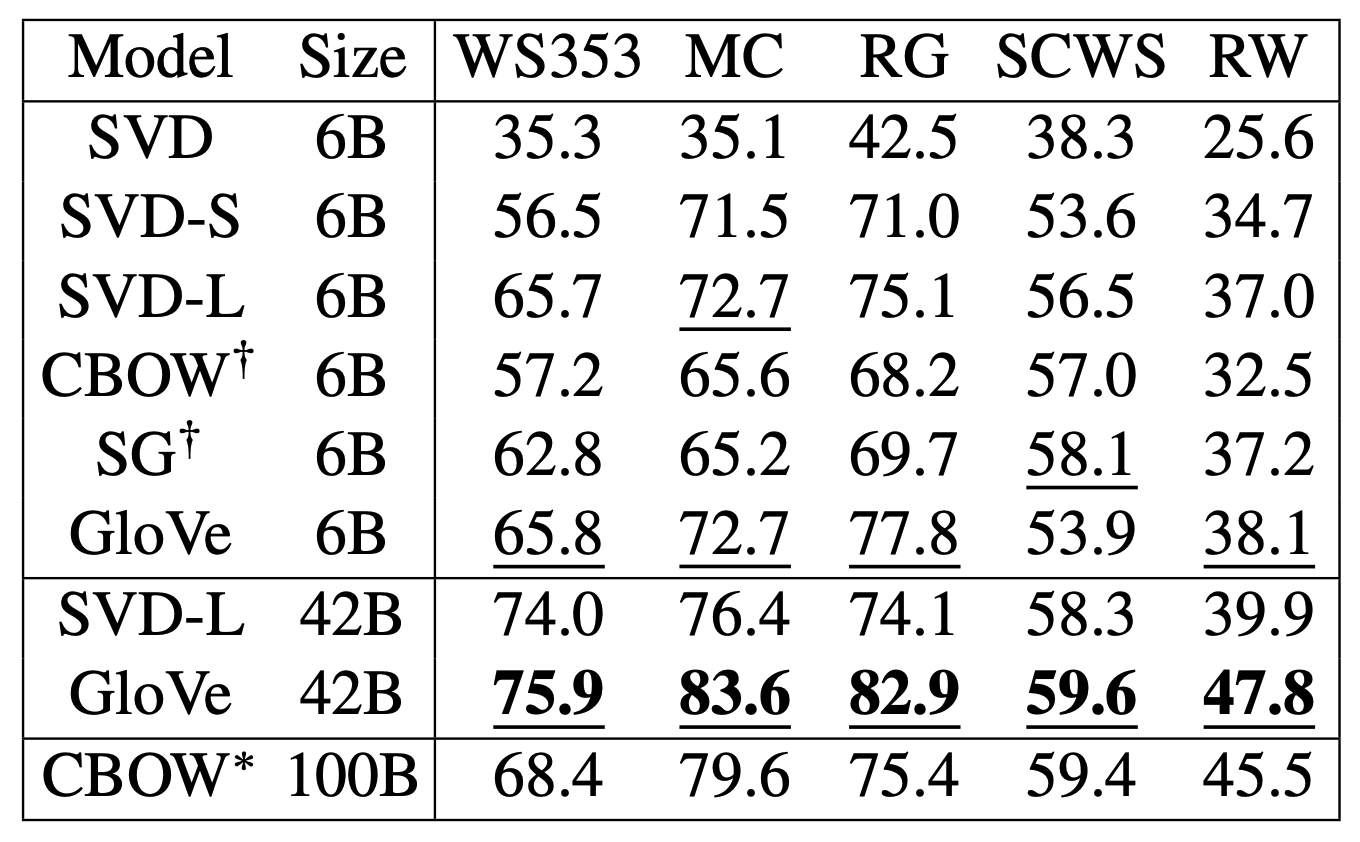 Model Size WS353 MC RG SCWS RW
SVD 6B 35.3 35.1 42.5 38.3 25.6
SVD-S 6B 56.5 71.5 71.0 53.6 34.7
SVD-L 6B 65.7 72.7 75.1 56.5 37.0
CBOW† 6B 57.2 65.6 68.2 57.0 32.5
SG† 6B 62.8 65.2 69.7 58.1 37.2
GloVe 6B 65.8 72.7 77.8 53.9 38.1
SVD-L 42B 74.0 76.4 74.1 58.3 39.9
GloVe 42B 75.9 83.6 82.9 59.6 47.8
CBOW* 100B 68.4 79.6 75.4 59.4 45.5